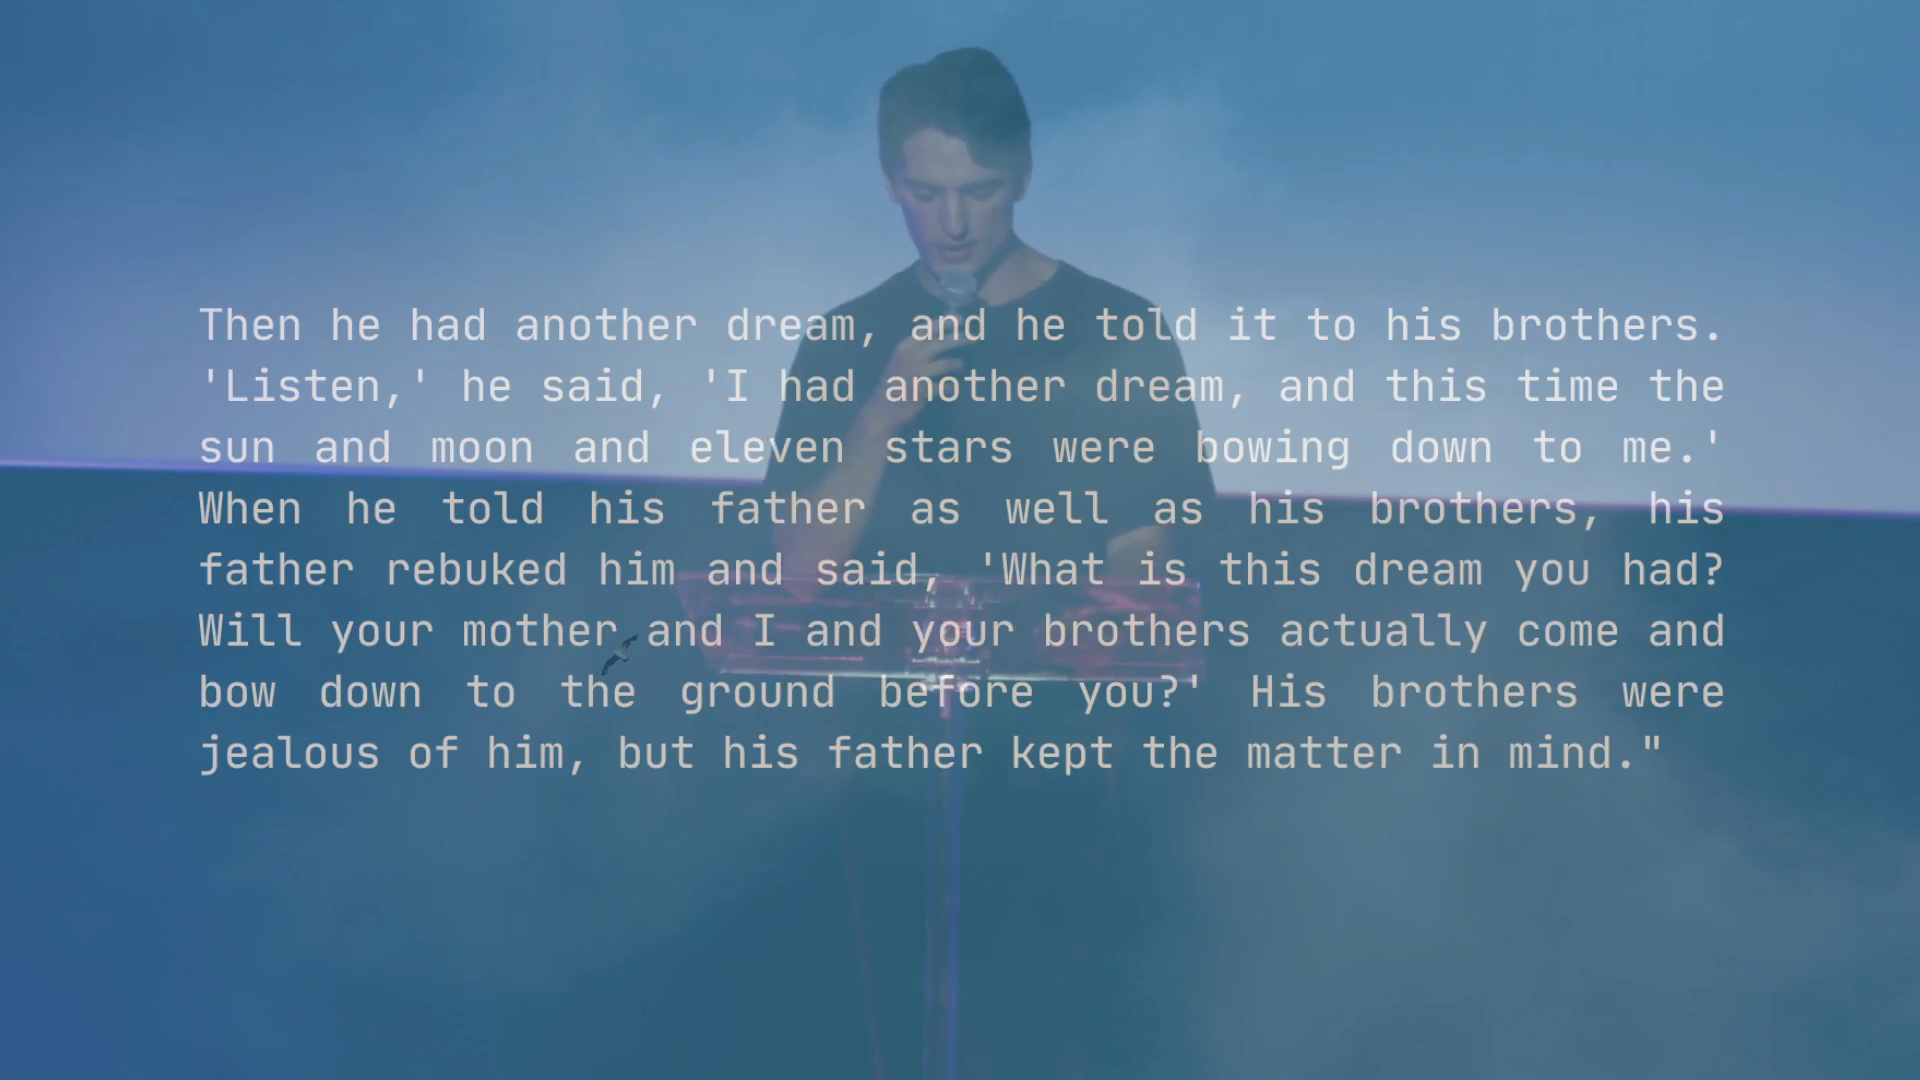 Then he had another dream, and he told it to his brothers.
'Listen,' he said, 'I had another dream, and this time the
sun and moon and eleven stars were bowing down to me.'
When he told his father as well as his brothers, his
father rebuked him and said, 'What is this dream you had?
Will your mother and I and your brothers actually come and
bow down to the ground before you?' His brothers were
jealous of him, but his father kept the matter in mind."